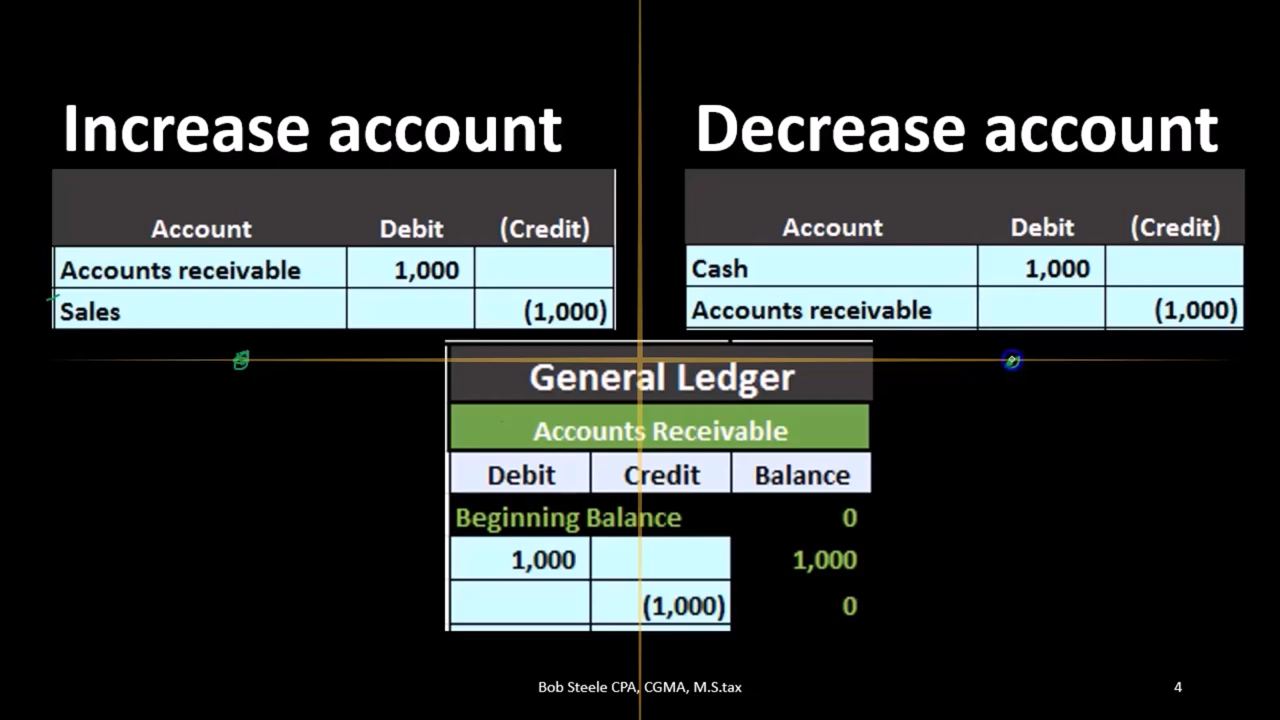 Increase account
Account Debit (Credit)
Accounts receivable 1,000
Sales (1,000)
Decrease account
Account Debit (Credit)
Cash 1,000
Accounts receivable (1,000)
General Ledger
Accounts Receivable
Debit Credit Balance
Beginning Balance 0
1,000 1,000
(1,000) 0
Bob Steele CPA, CGMA, M.S.tax
4